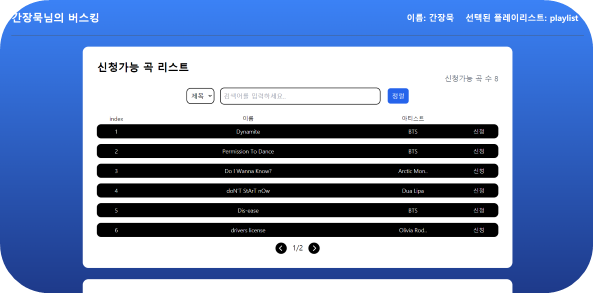 간장묵님의 버스킹
이름: 간장묵 선택된 플레이리스트: playlist
신청가능 곡 리스트
신청가능 곡 수 8
제목 검색어를 입력하세요. 정렬
index 이름 아티스트
1 Dynamite BTS 신청
2 Permission To Dance BTS 신청
3 Do I Wanna Know? Arctic Mon.. 신청
4 doN'T StArT nOw Dua Lipa 신청
5 Dis-ease BTS 신청
6 drivers license Olivia Rod.. 신청
1/2